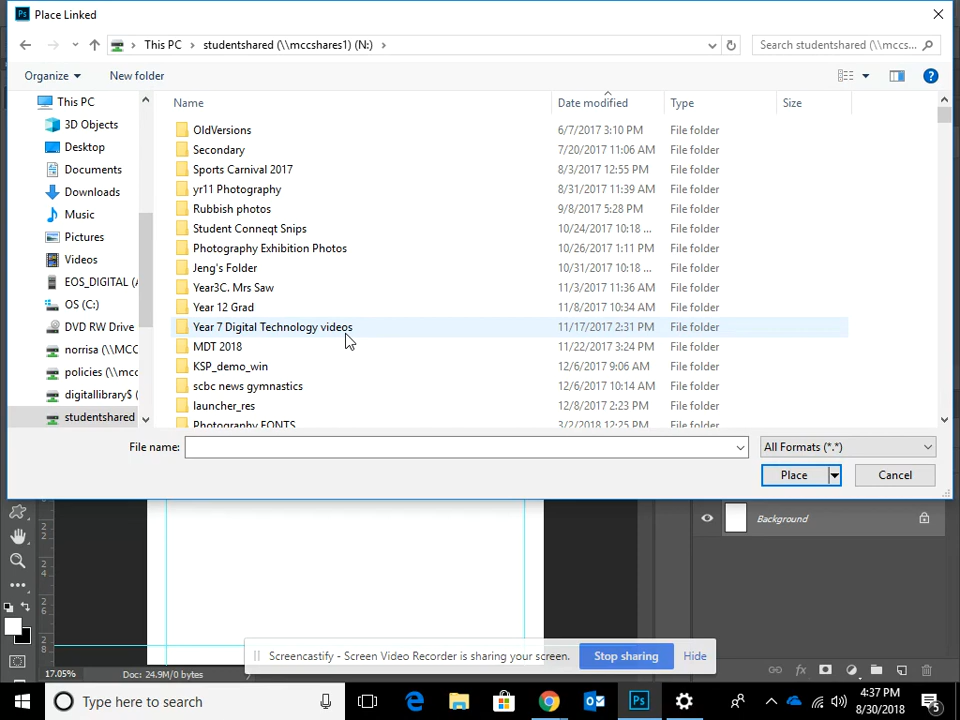 Place Linked
This PC > studentshared (\\mccshares1) (N:) >
Search studentshared (\\mccs...
Organize
New folder
Name
Date modified
Type
Size
This PC
3D Objects
Desktop
Documents
Downloads
Music
Pictures
Videos
EOS_DIGITAL (
OS (C:)
DVD RW Drive
norrisa (\\MCC
policies (\\mcc
digitallibrary$ (
studentshared
OldVersions 6/7/2017 3:10 PM File folder
Secondary 7/20/2017 11:06 AM File folder
Sports Carnival 2017 8/3/2017 12:55 PM File folder
yr11 Photography 8/31/2017 11:39 AM File folder
Rubbish photos 9/8/2017 5:28 PM File folder
Student Conneqt Snips 10/24/2017 10:18 ... File folder
Photography Exhibition Photos 10/26/2017 1:11 PM File folder
Jeng's Folder 10/31/2017 10:18 ... File folder
Year3C. Mrs Saw 11/3/2017 11:36 AM File folder
Year 12 Grad 11/8/2017 10:34 AM File folder
Year 7 Digital Technology videos 11/17/2017 2:31 PM File folder
MDT 2018 11/22/2017 3:24 PM File folder
KSP_demo_win 12/6/2017 9:06 AM File folder
scbc news gymnastics 12/6/2017 10:14 AM File folder
launcher_res 12/8/2017 2:23 PM File folder
Photography FONTS 3/2/2018 12:25 PM File folder
File name:
All Formats (*.*)
Place
Cancel
Background
17.05% Doc: 24.9M/0 bytes
Screencastify - Screen Video Recorder is sharing your screen.
Stop sharing
Hide
Type here to search
4:37 PM
8/30/2018
5